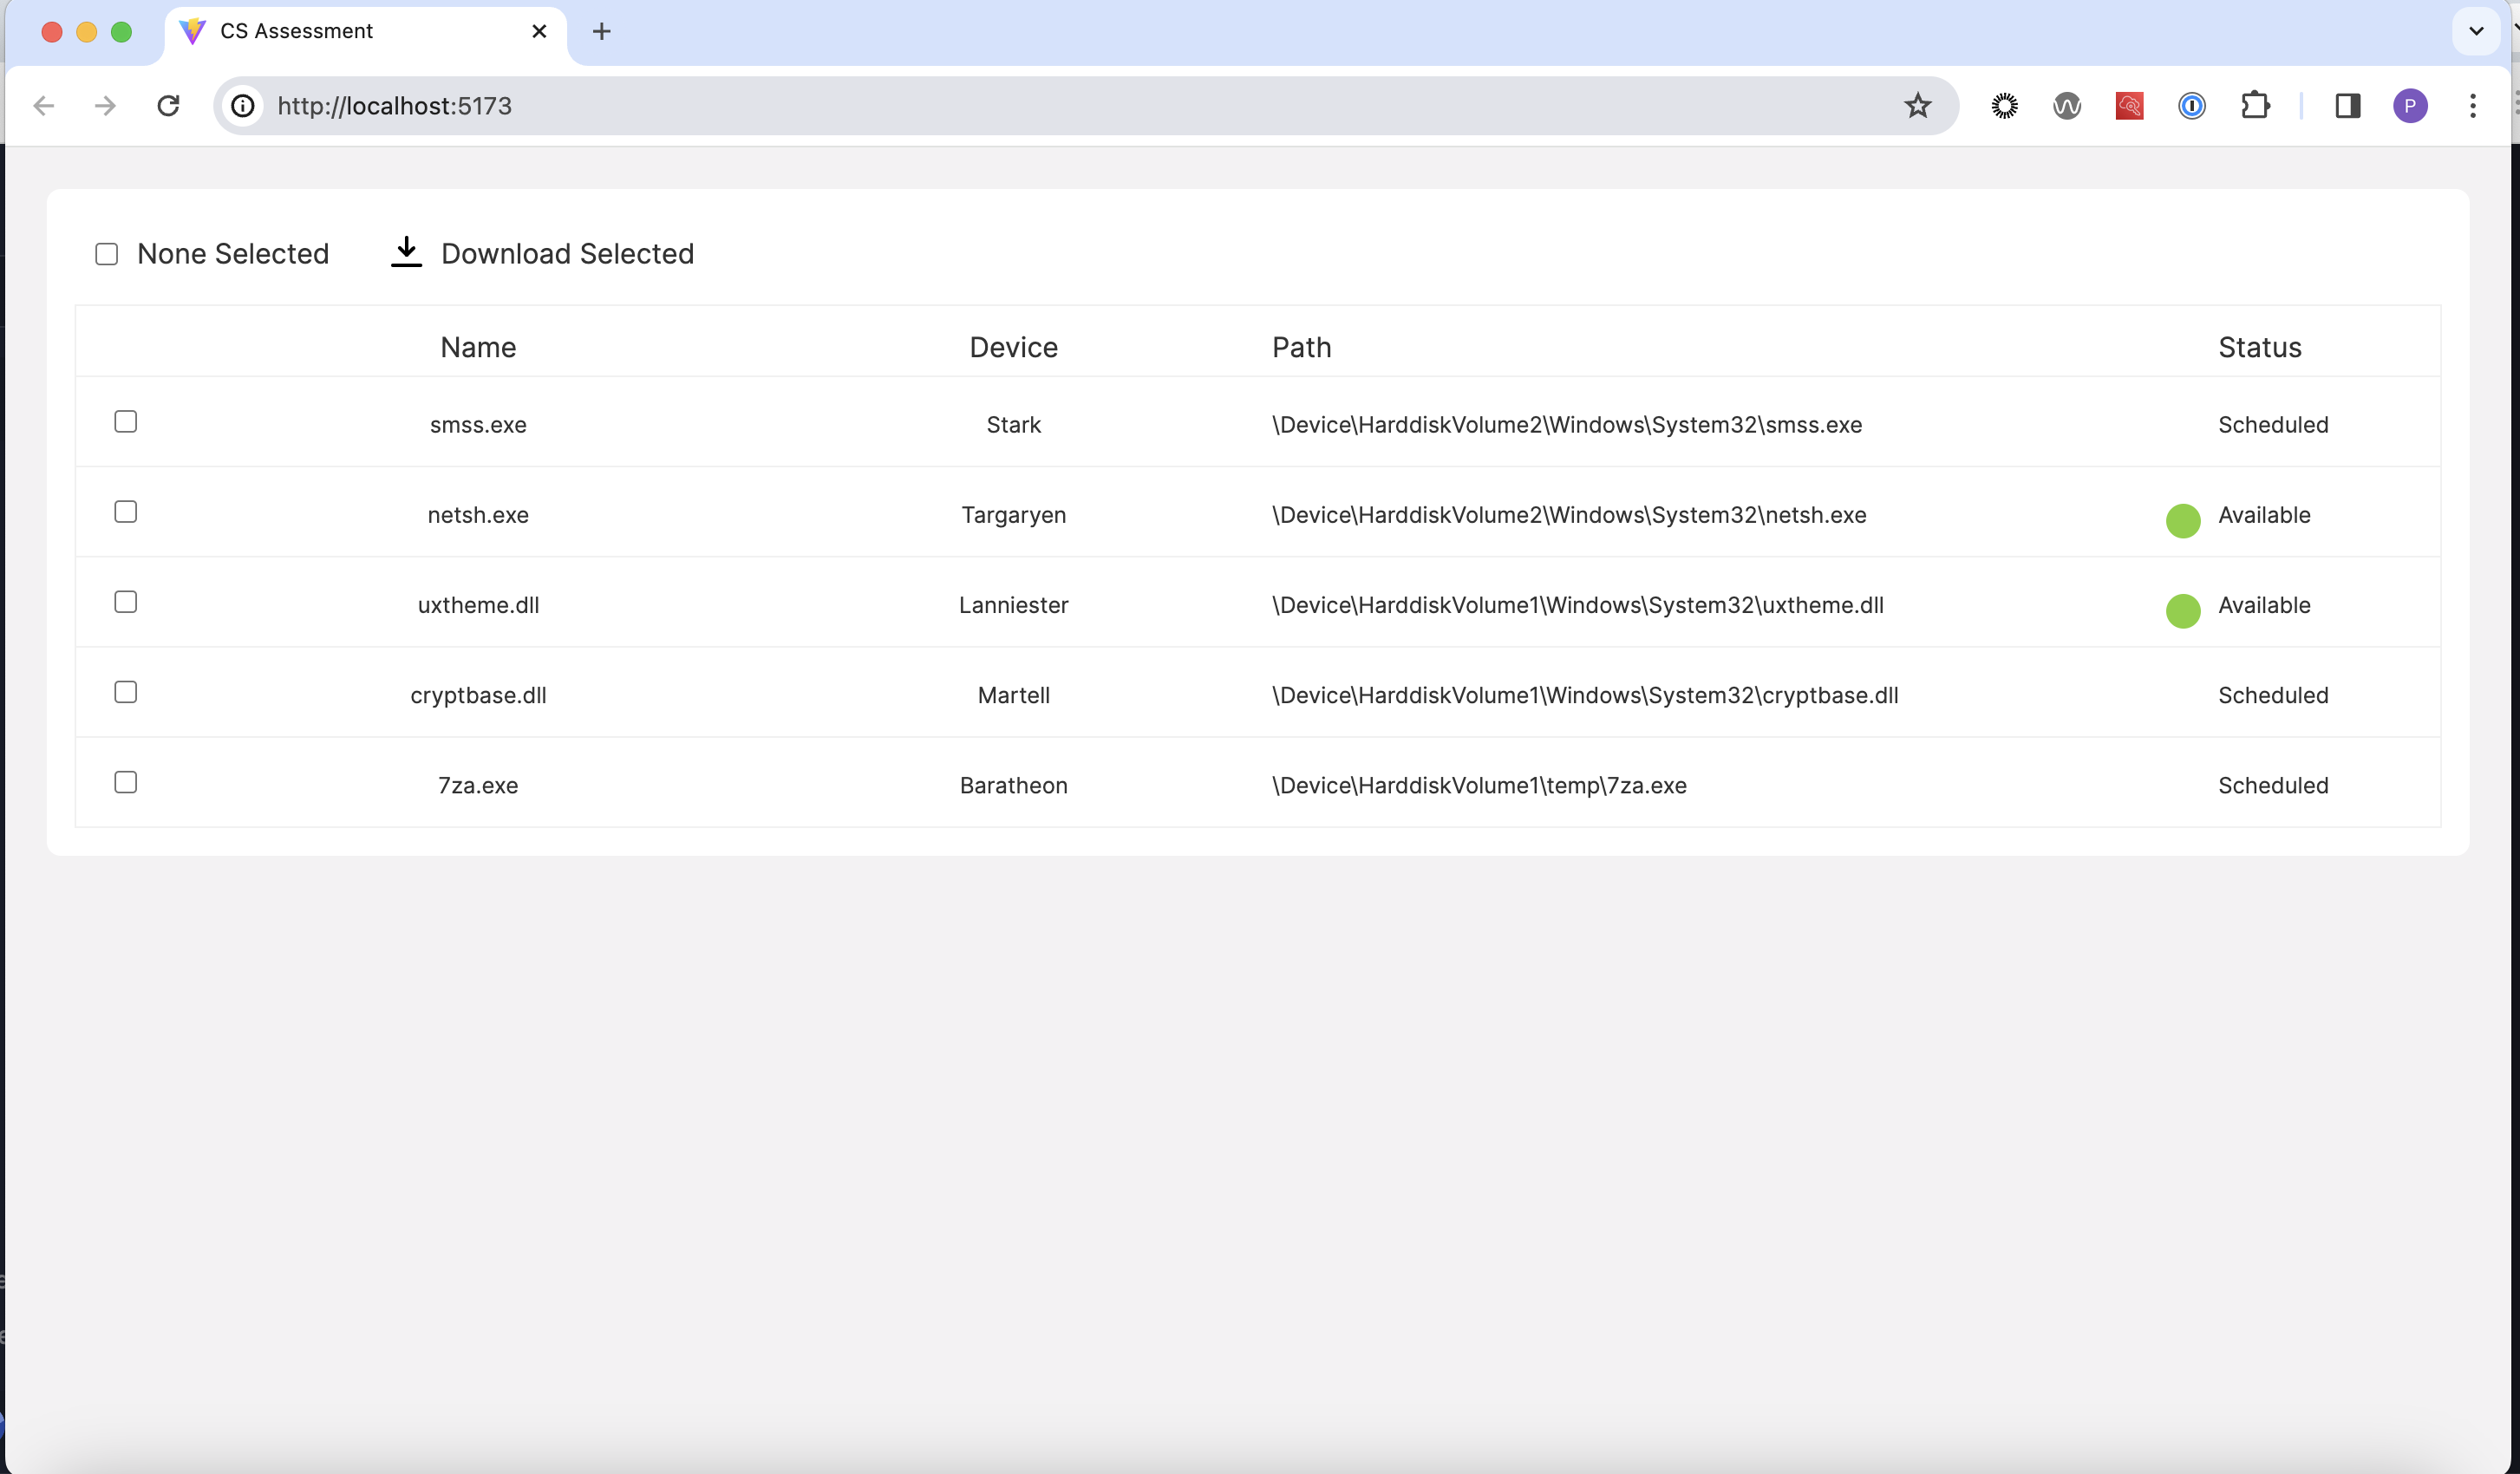 CS Assessment
http://localhost:5173
P
None Selected Download Selected
Name Device Path Status
smss.exe Stark \Device\HarddiskVolume2\Windows\System32\smss.exe Scheduled
netsh.exe Targaryen \Device\HarddiskVolume2\Windows\System32\netsh.exe Available
uxtheme.dll Lanniester \Device\HarddiskVolume1\Windows\System32\uxtheme.dll Available
cryptbase.dll Martell \Device\HarddiskVolume1\Windows\System32\cryptbase.dll Scheduled
7za.exe Baratheon \Device\HarddiskVolume1\temp\7za.exe Scheduled